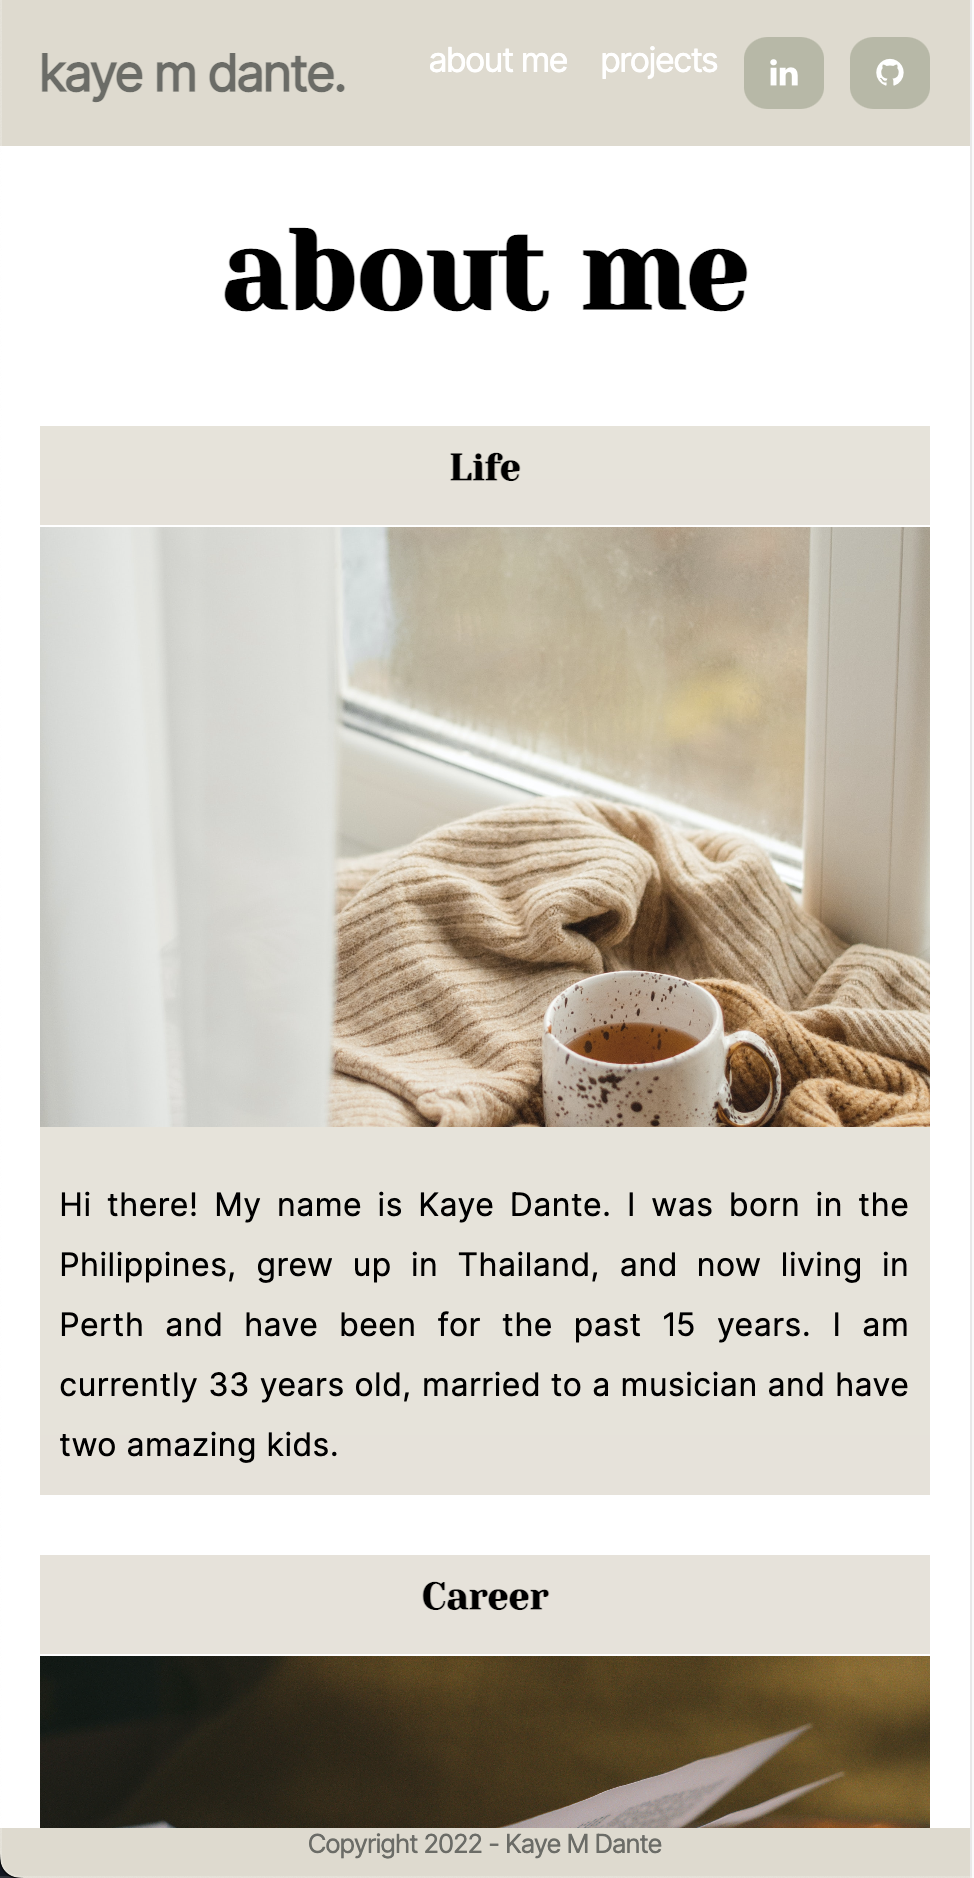 kaye m dante.
about me projects in
about me
Life
Hi there! My name is Kaye Dante. I was born in the
Philippines, grew up in Thailand, and now living in
Perth and have been for the past 15 years. I am
currently 33 years old, married to a musician and have
two amazing kids.
Career
Copyright 2022 - Kaye M Dante